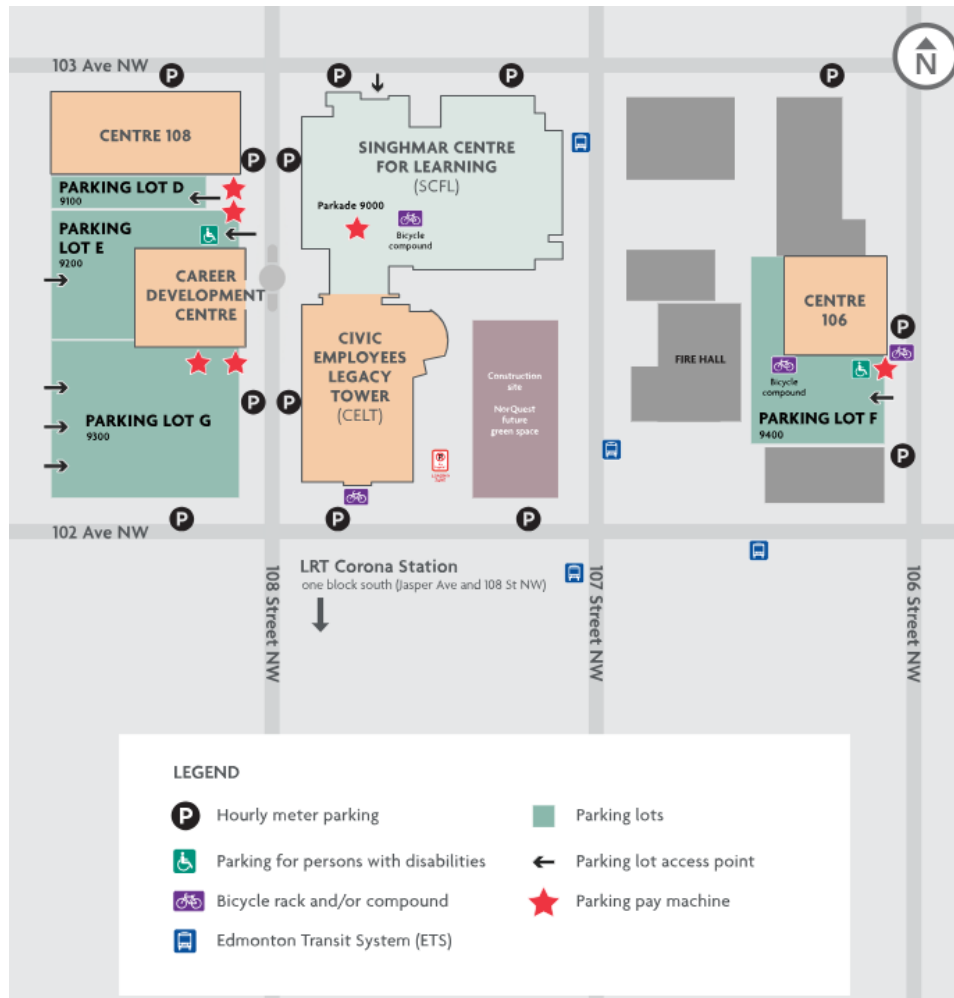 103 Ave NW
N
P
P
P
P
CENTRE 108
SINGHMAR CENTRE
FOR LEARNING
(SCFL)
P
P
PARKING LOT D
9100
Parkade 9000
Bicycle
compound
PARKING
LOT E
9200
CAREER
DEVELOPMENT
CENTRE
CENTRE
106
CIVIC
EMPLOYEES
LEGACY
TOWER
(CELT)
P
FIRE HALL
Construction
site
NorQuest
future
green space
Bicycle
compound
P
P
PARKING LOT G
9300
PARKING LOT F
9400
P
P
P
P
102 Ave NW
LRT Corona Station
one block south (Jasper Ave and 108 St NW)
108 Street NW
107 Street NW
106 Street NW
LEGEND
P Hourly meter parking
Parking lots
Parking for persons with disabilities
Parking lot access point
Bicycle rack and/or compound
Parking pay machine
Edmonton Transit System (ETS)